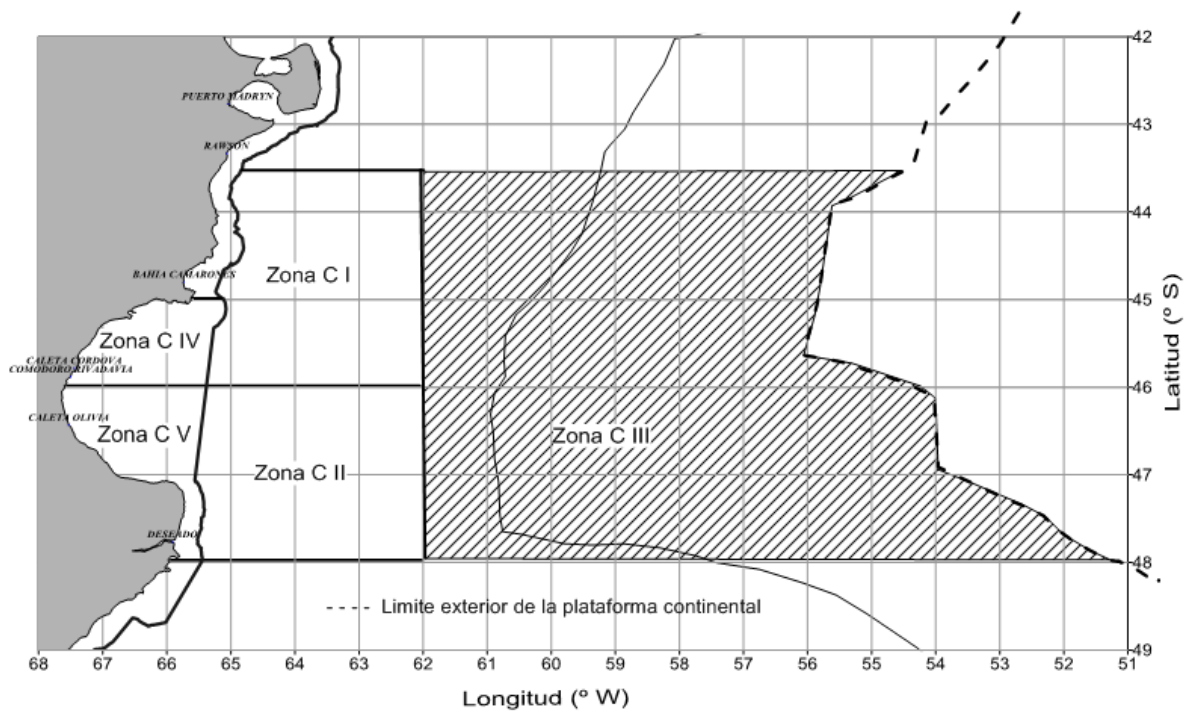 42
PUERTO MADRYN
43
RAWSON
44
BAHIA CAMARONES
Zona C I
45
Zona C IV
CALETA CORDOVA
COMODORO RIVADAVIA
46
CALETA OLIVIA
Zona C V
Zona C III
Zona C II
47
DESEADO
48
Limite exterior de la plataforma continental
49
68 67 66 65 64 63 62 61 60 59 58 57 56 55 54 53 52 51
Longitud (º W)
Latitud (º S)